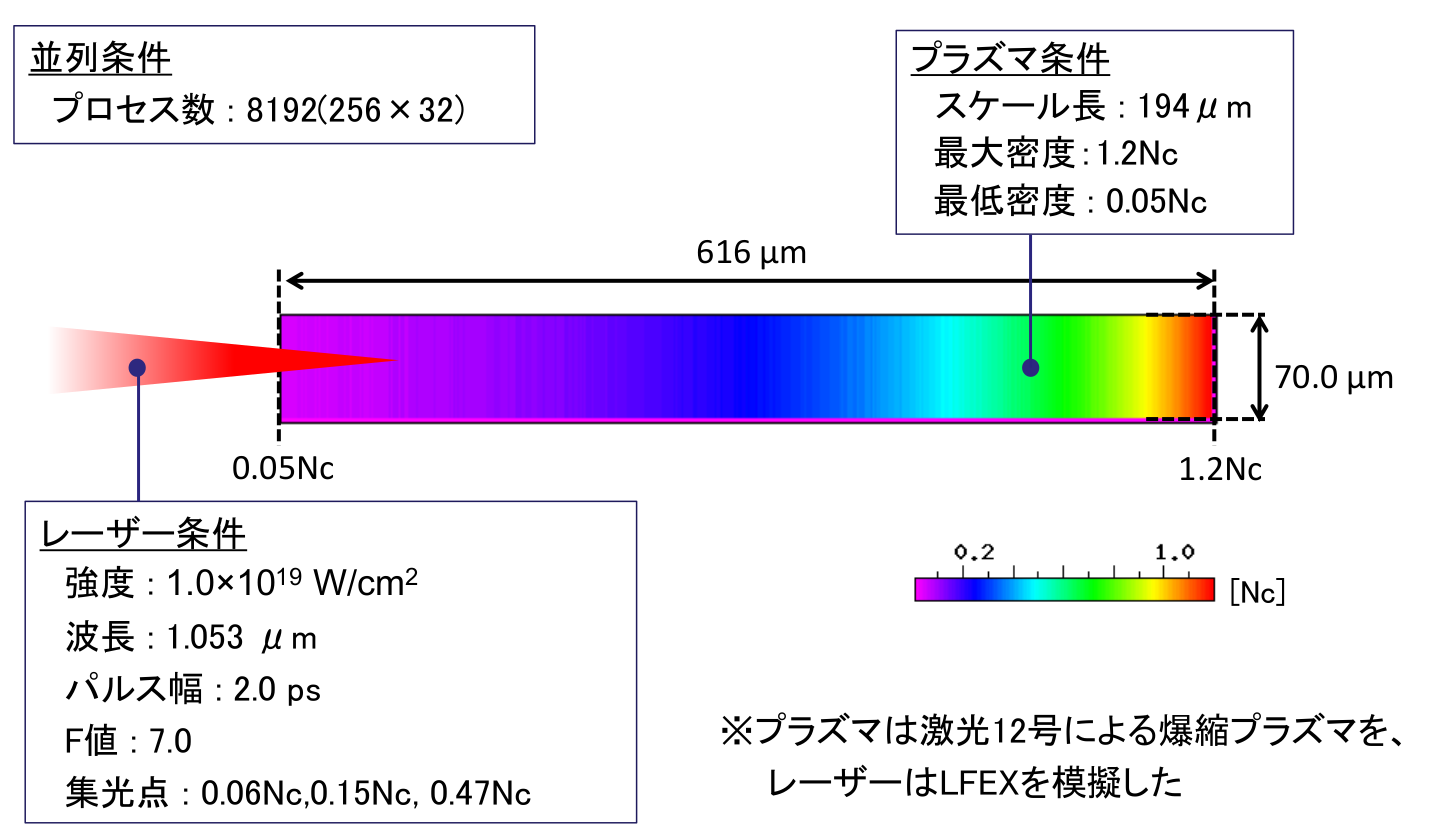 並列条件
プロセス数：8192(256×32)
プラズマ条件
スケール長：194μm
最大密度：1.2Nc
最低密度：0.05Nc
616 μm
70.0 μm
0.05Nc
1.2Nc
レーザー条件
強度：1.0×10¹⁹ W/cm²
波長：1.053 μm
パルス幅：2.0 ps
F値：7.0
集光点：0.06Nc,0.15Nc, 0.47Nc
0.2 1.0
[Nc]
※プラズマは激光12号による爆縮プラズマを、
レーザーはLFEXを模擬した